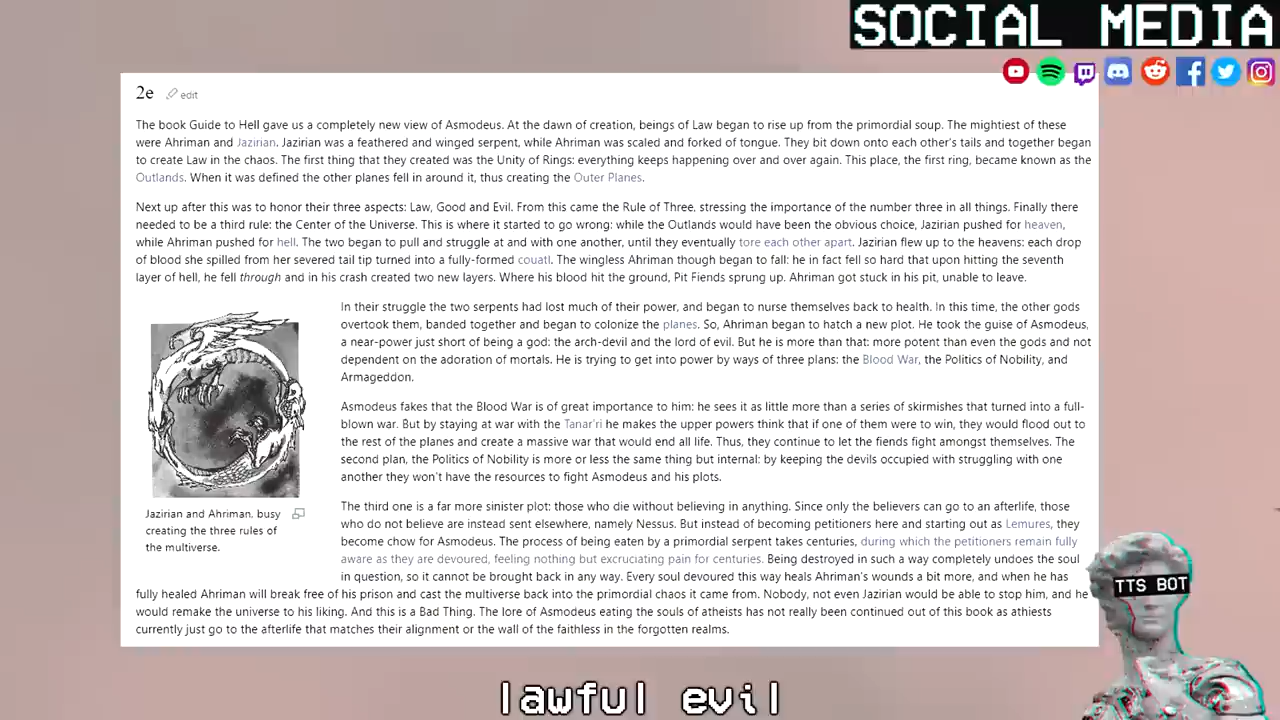 SOCIAL MEDIA
2e edit
The book Guide to Hell gave us a completely new view of Asmodeus. At the dawn of creation, beings of Law began to rise up from the primordial soup. The mightiest of these
were Ahriman and Jazirian. Jazirian was a feathered and winged serpent, while Ahriman was scaled and forked of tongue. They bit down onto each other's tails and together began
to create Law in the chaos. The first thing that they created was the Unity of Rings: everything keeps happening over and over again. This place, the first ring, became known as the
Outlands. When it was defined the other planes fell in around it, thus creating the Outer Planes.
Next up after this was to honor their three aspects: Law, Good and Evil. From this came the Rule of Three, stressing the importance of the number three in all things. Finally there
needed to be a third rule: the Center of the Universe. This is where it started to go wrong: while the Outlands would have been the obvious choice, Jazirian pushed for heaven,
while Ahriman pushed for hell. The two began to pull and struggle at and with one another, until they eventually tore each other apart. Jazirian flew up to the heavens: each drop
of blood she spilled from her severed tail tip turned into a fully-formed couatl. The wingless Ahriman though began to fall: he in fact fell so hard that upon hitting the seventh
layer of hell, he fell through and in his crash created two new layers. Where his blood hit the ground, Pit Fiends sprung up. Ahriman got stuck in his pit, unable to leave.
In their struggle the two serpents had lost much of their power, and began to nurse themselves back to health. In this time, the other gods
overtook them, banded together and began to colonize the planes. So, Ahriman began to hatch a new plot. He took the guise of Asmodeus,
a near-power just short of being a god: the arch-devil and the lord of evil. But he is more than that: more potent than even the gods and not
dependent on the adoration of mortals. He is trying to get into power by ways of three plans: the Blood War, the Politics of Nobility, and
Armageddon.
Asmodeus fakes that the Blood War is of great importance to him: he sees it as little more than a series of skirmishes that turned into a full-
blown war. But by staying at war with the Tanar'ri he makes the upper powers think that if one of them were to win, they would flood out to
the rest of the planes and create a massive war that would end all life. Thus, they continue to let the fiends fight amongst themselves. The
second plan, the Politics of Nobility is more or less the same thing but internal: by keeping the devils occupied with struggling with one
another they won't have the resources to fight Asmodeus and his plots.
Jazirian and Ahriman, busy
creating the three rules of
the multiverse.
The third one is a far more sinister plot: those who die without believing in anything. Since only the believers can go to an afterlife, those
who do not believe are instead sent elsewhere, namely Nessus. But instead of becoming petitioners here and starting out as Lemures, they
become chow for Asmodeus. The process of being eaten by a primordial serpent takes centuries, during which the petitioners remain fully
aware as they are devoured, feeling nothing but excruciating pain for centuries. Being destroyed in such a way completely undoes the soul
in question, so it cannot be brought back in any way. Every soul devoured this way heals Ahriman's wounds a bit more, and when he has
fully healed Ahriman will break free of his prison and cast the multiverse back into the primordial chaos it came from. Nobody, not even Jazirian would be able to stop him, and he
would remake the universe to his liking. And this is a Bad Thing. The lore of Asmodeus eating the souls of atheists has not really been continued out of this book as athiests
currently just go to the afterlife that matches their alignment or the wall of the faithless in the forgotten realms.
TTS BOT
lawful evil